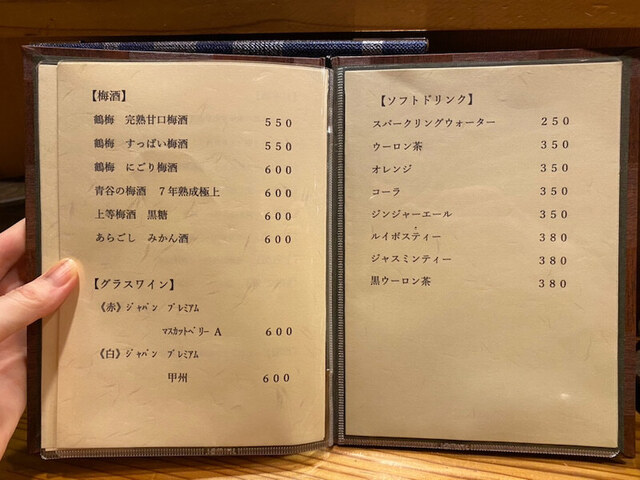 【梅酒】
鶴梅 完熟甘口梅酒 ５５０
鶴梅 すっぱい梅酒 ５５０
鶴梅 にごり梅酒 ６００
青谷の梅酒 ７年熟成極上 ６００
上等梅酒 黒糖 ６００
あらごし みかん酒 ６００
【グラスワイン】
《赤》ｼﾞｬﾊﾟﾝ ﾌﾟﾚﾐｱﾑ
ﾏｽｶｯﾄﾍﾞﾘｰ Ａ ６００
《白》ｼﾞｬﾊﾟﾝ ﾌﾟﾚﾐｱﾑ
甲州 ６００
【ソフトドリンク】
スパークリングウォーター ２５０
ウーロン茶 ３５０
オレンジ ３５０
コーラ ３５０
ジンジャーエール ３５０
ルイボスティー ３８０
ジャスミンティー ３８０
黒ウーロン茶 ３８０